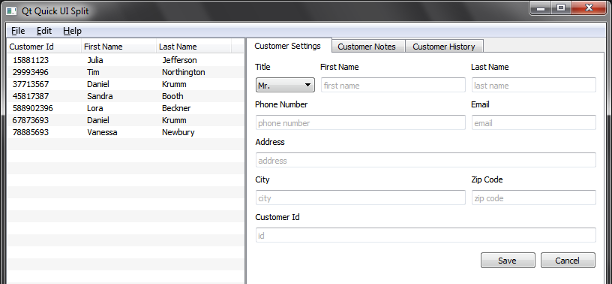 Qt Quick UI Split
File Edit Help
Customer Id First Name Last Name
15881123 Julia Jefferson
29993496 Tim Northington
37713567 Daniel Krumm
45817387 Sandra Booth
588902396 Lora Beckner
67873693 Daniel Krumm
78885693 Vanessa Newbury
Customer Settings Customer Notes Customer History
Title First Name Last Name
Mr. first name last name
Phone Number Email
phone number email
Address
address
City Zip Code
city zip code
Customer Id
id
Save Cancel